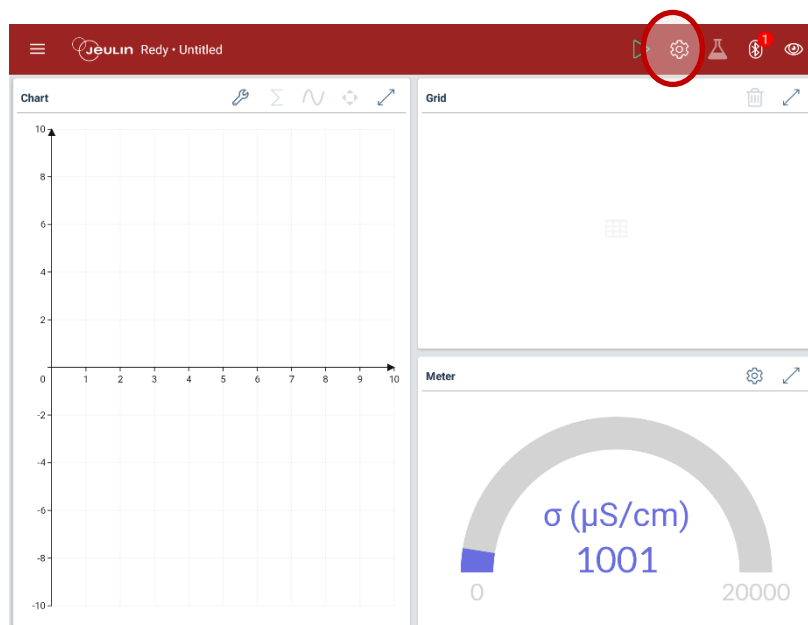 Jeulin Redy • Untitled
1
Chart
10
8
6
4
2
0 1 2 3 4 5 6 7 8 9 10
-2
-4
-6
-8
-10
Grid
Meter
σ (µS/cm)
1001
0 20000